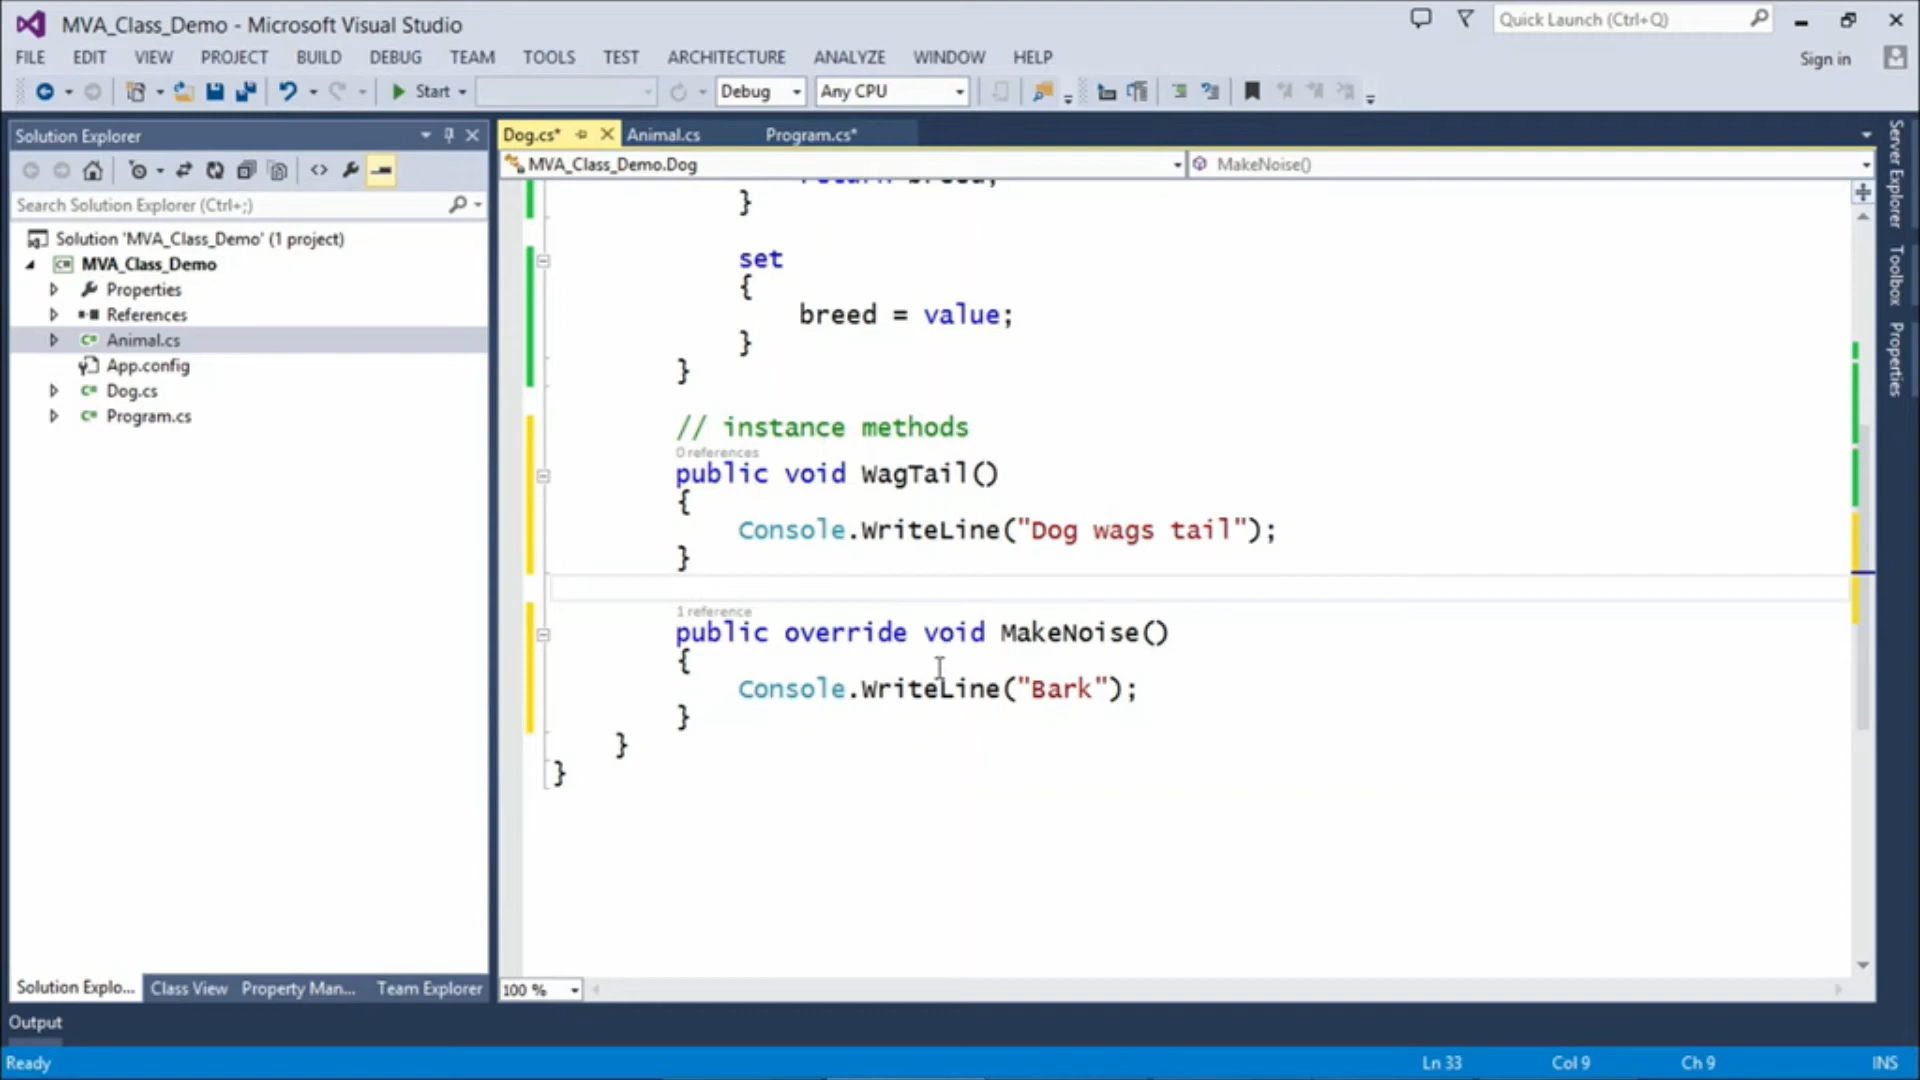 MVA_Class_Demo - Microsoft Visual Studio
Quick Launch (Ctrl+Q)
FILE EDIT VIEW PROJECT BUILD DEBUG TEAM TOOLS TEST ARCHITECTURE ANALYZE WINDOW HELP
Sign in
Start Debug Any CPU
Solution Explorer
Search Solution Explorer (Ctrl+;)
Solution 'MVA_Class_Demo' (1 project)
MVA_Class_Demo
Properties
References
Animal.cs
App.config
Dog.cs
Program.cs
Solution Explo... Class View Property Man... Team Explorer
Dog.cs* Animal.cs Program.cs*
MVA_Class_Demo.Dog MakeNoise()
}
set
{
breed = value;
}
}
// instance methods
0 references
public void WagTail()
{
Console.WriteLine("Dog wags tail");
}
1 reference
public override void MakeNoise()
{
Console.WriteLine("Bark");
}
}
}
100 %
Server Explorer
Toolbox
Properties
Output
Ready Ln 33 Col 9 Ch 9 INS